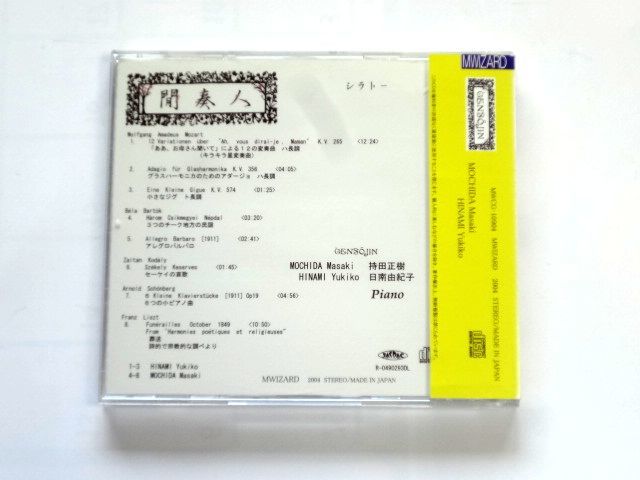 間奏人
シラトー
Wolfgang Amadeus Mozart
1. 12 Variationen über "Ah, vous dirai-je, Maman" K.V. 265 (12:24)
「ああ、お母さん聞いて」による12の変奏曲 ハ長調
(キラキラ星変奏曲)
2. Adagio für Glasharmonika K.V. 356 (04:05)
グラスハーモニカのためのアダージョ ハ長調
3. Eine Kleine Gigue K.V. 574 (01:25)
小さなジグ ト長調
Béla Bartók
4. Három Csíkmegyei Népdal (03:20)
3つのチーク地方の民謡
5. Allegro Barbaro [1911] (02:41)
アレグロバルバロ
Zoltan Kodály
6. Székely Keserves (01:45)
セーケイの哀歌
Arnold Schönberg
7. 6 Kleine Klavierstücke [1911] Op19 (04:56)
6つの小ピアノ曲
Franz Liszt
8. Funérailles October 1849 (10:50)
From "Harmonies poétiques et religieuses"
葬送
詩的で宗教的な調べより
1-3 HINAMI Yukiko
4-8 MOCHIDA Masaki
GENSOJIN
MOCHIDA Masaki 持田正樹
HINAMI Yukiko 日南由紀子
Piano
R-0490260DL
MWIZARD 2004 STEREO/MADE IN JAPAN
MWIZARD
GENSOJIN
MOCHIDA Masaki
HINAMI Yukiko
MWIZARD 2004 STEREO/MADE IN JAPAN